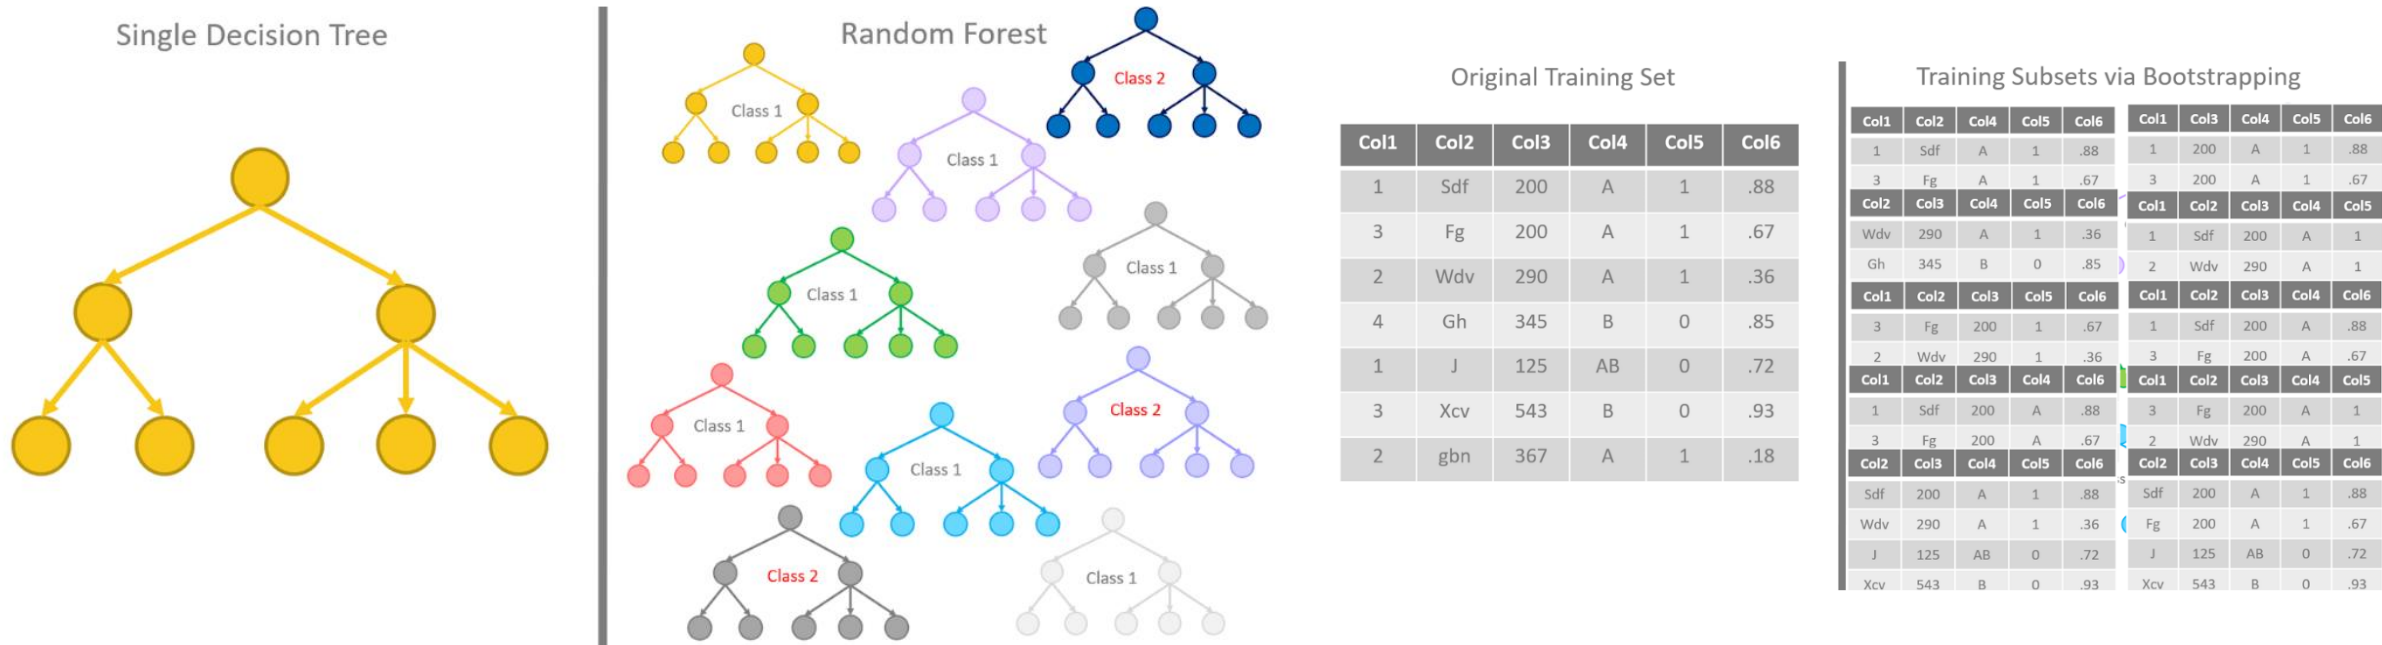 Single Decision Tree
Random Forest
Class 2
Class 1
Class 1
Class 1
Class 1
Class 2
Class 1
Class 1
Class 2
Class 1
Original Training Set
Col1 Col2 Col3 Col4 Col5 Col6
1 Sdf 200 A 1 .88
3 Fg 200 A 1 .67
2 Wdv 290 A 1 .36
4 Gh 345 B 0 .85
1 J 125 AB 0 .72
3 Xcv 543 B 0 .93
2 gbn 367 A 1 .18
Training Subsets via Bootstrapping
Col1 Col2 Col4 Col5 Col6
1 Sdf A 1 .88
3 Fg A 1 .67
Col2 Col3 Col4 Col5 Col6
Wdv 290 A 1 .36
Gh 345 B 0 .85
Col1 Col2 Col3 Col5 Col6
3 Fg 200 1 .67
2 Wdv 290 1 .36
Col1 Col2 Col3 Col4 Col6
1 Sdf 200 A .88
3 Fg 200 A .67
Col2 Col3 Col4 Col5 Col6
Sdf 200 A 1 .88
Wdv 290 A 1 .36
J 125 AB 0 .72
Xcv 543 B 0 .93
Col1 Col3 Col4 Col5 Col6
1 200 A 1 .88
3 200 A 1 .67
Col1 Col2 Col3 Col4 Col5
1 Sdf 200 A 1
2 Wdv 290 A 1
Col1 Col2 Col3 Col4 Col6
1 Sdf 200 A .88
3 Fg 200 A .67
Col1 Col2 Col3 Col4 Col5
3 Fg 200 A 1
2 Wdv 290 A 1
Col2 Col3 Col4 Col5 Col6
Sdf 200 A 1 .88
Fg 200 A 1 .67
J 125 AB 0 .72
Xcv 543 B 0 .93